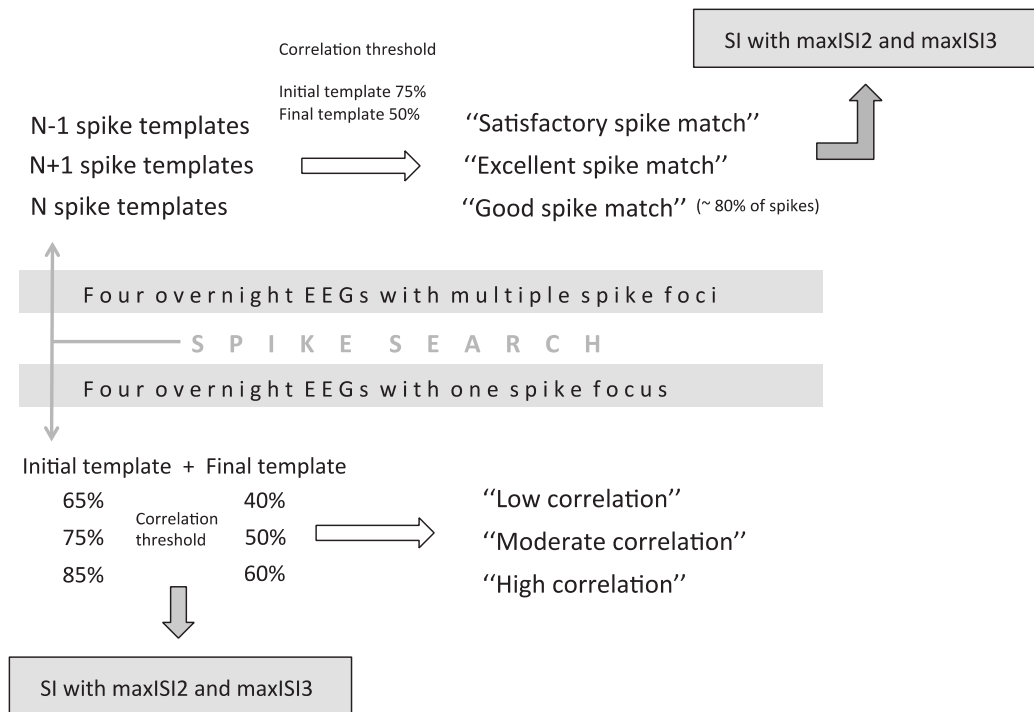 SI with maxISI2 and maxISI3
Correlation threshold
Initial template 75%
Final template 50%
N-1 spike templates
N+1 spike templates
N spike templates
‘‘Satisfactory spike match’’
‘‘Excellent spike match’’
‘‘Good spike match’’ (~ 80% of spikes)
Four overnight EEGs with multiple spike foci
SPIKE SEARCH
Four overnight EEGs with one spike focus
Initial template + Final template
65% 40%
75% 50%
85% 60%
Correlation
threshold
‘‘Low correlation’’
‘‘Moderate correlation’’
‘‘High correlation’’
SI with maxISI2 and maxISI3